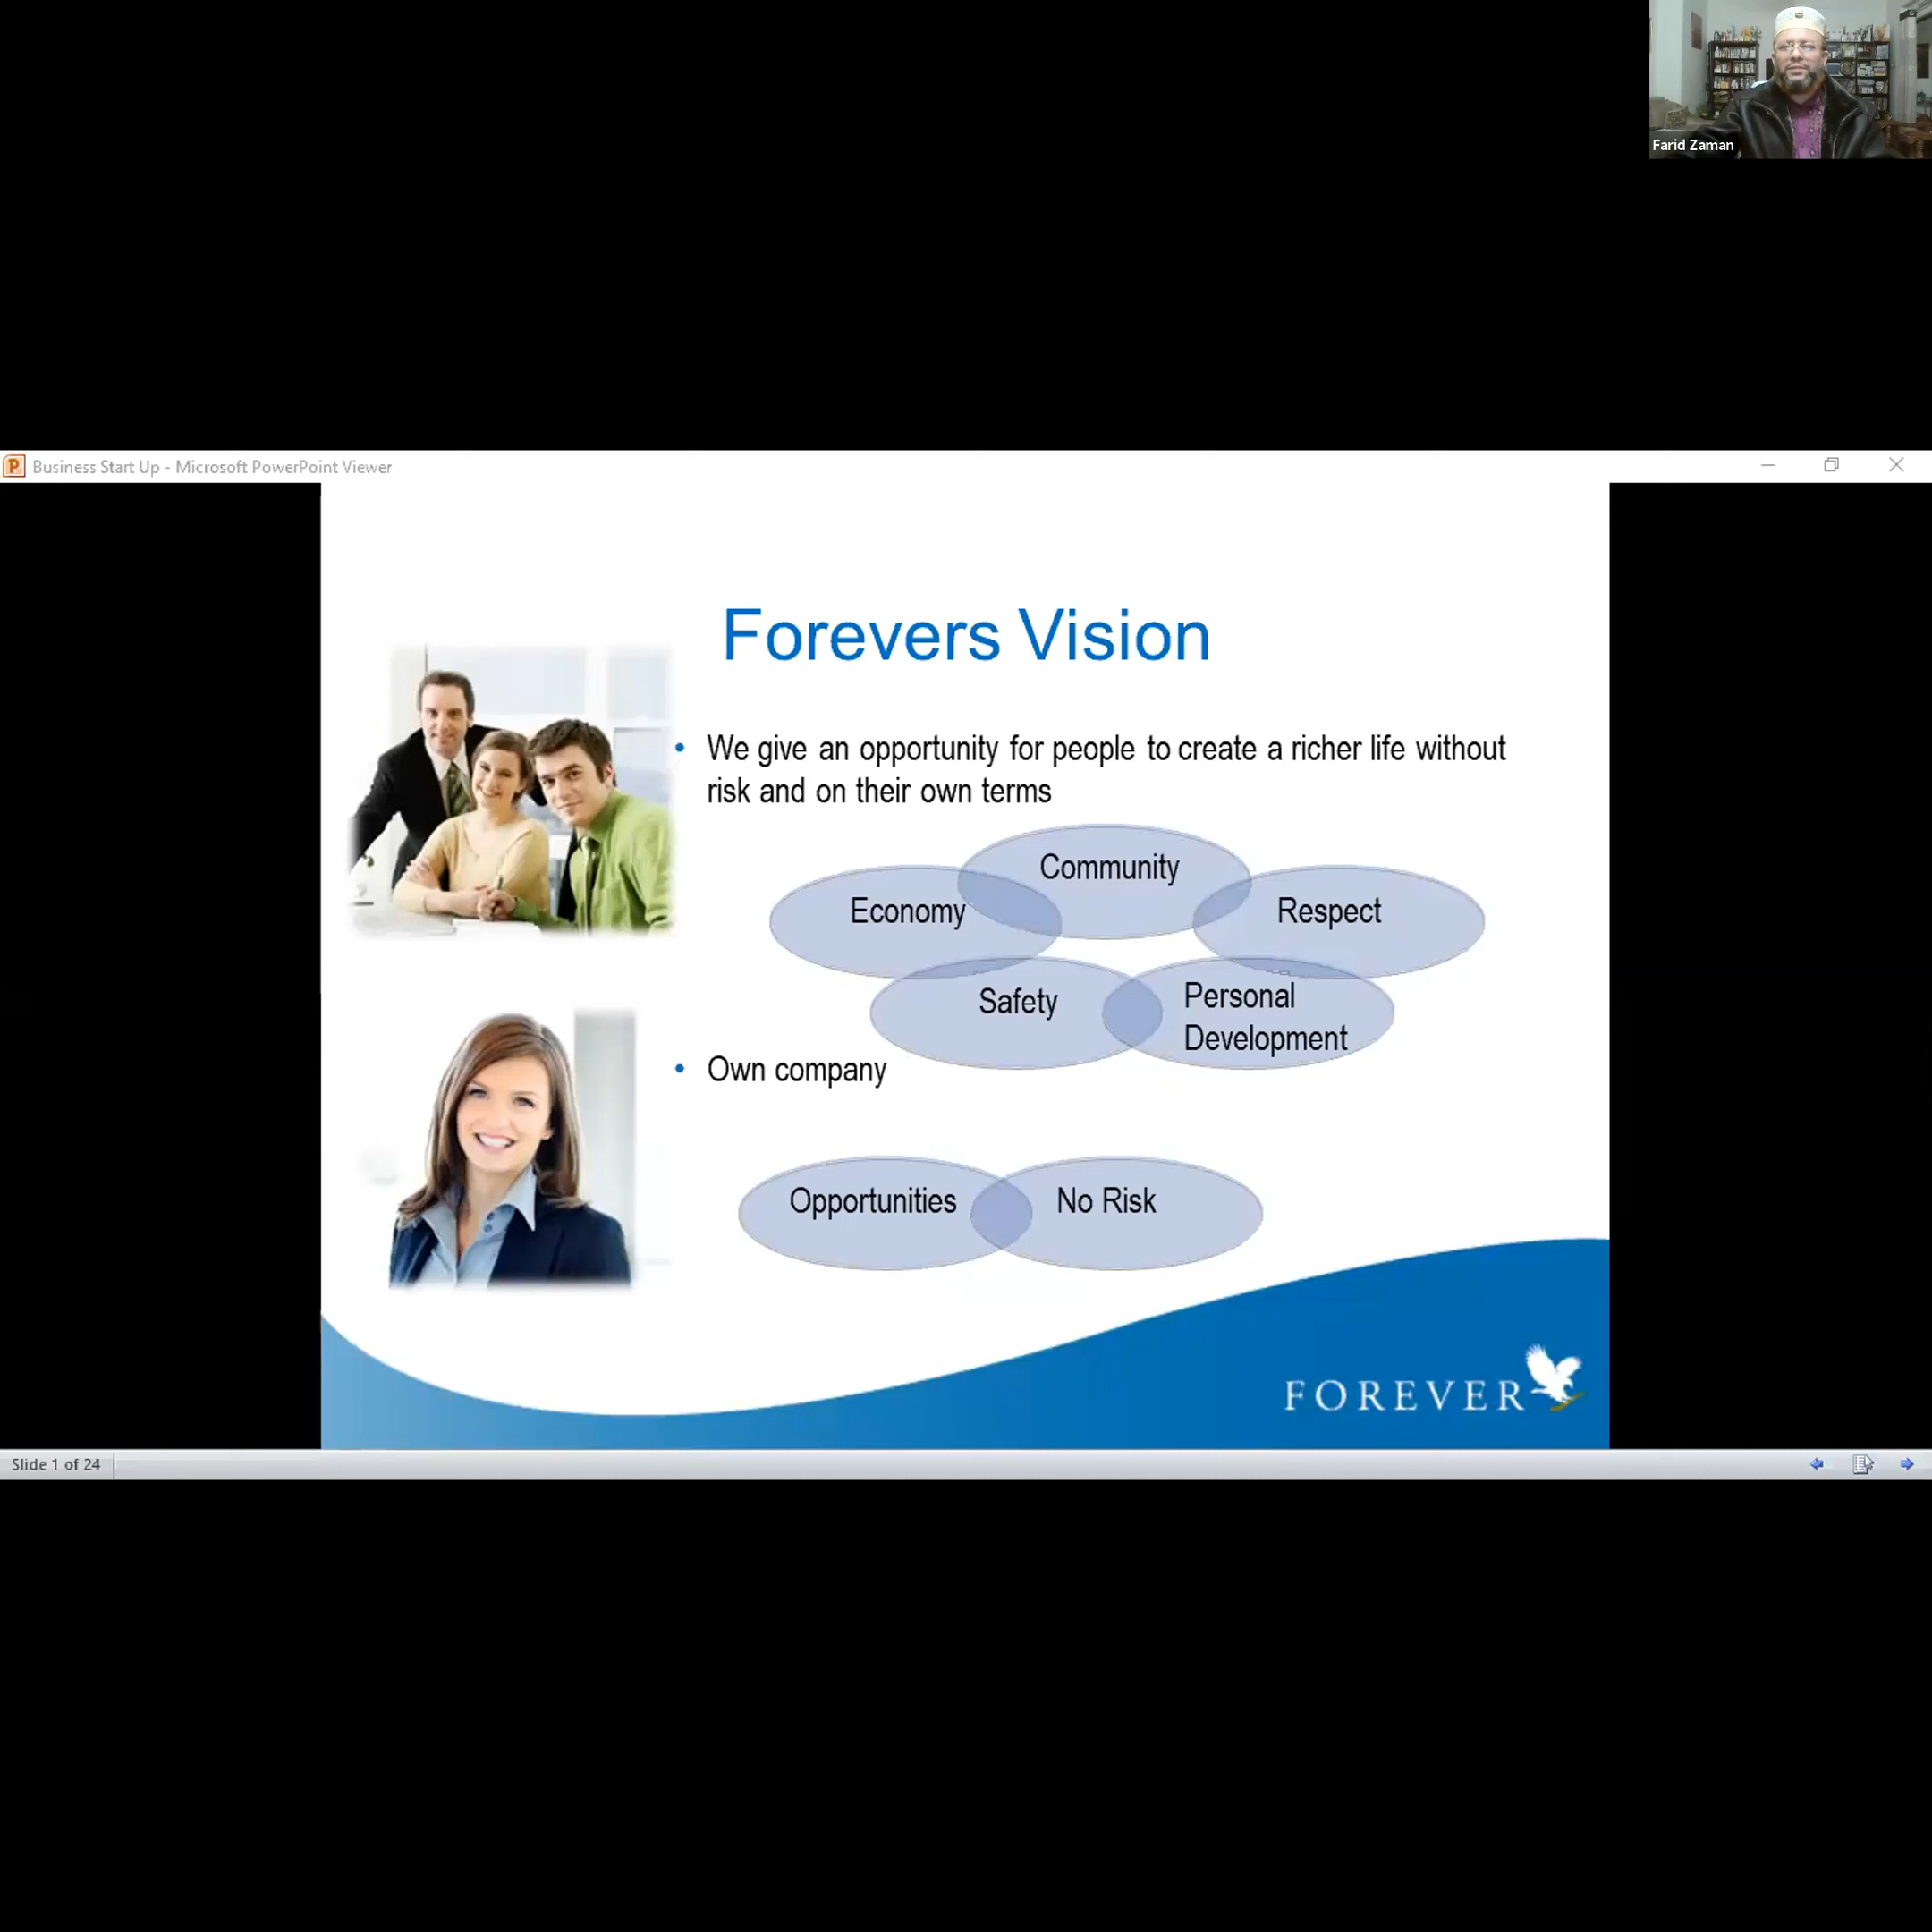 Farid Zaman
Business Start Up - Microsoft PowerPoint Viewer
Forevers Vision
• We give an opportunity for people to create a richer life without
risk and on their own terms
Community
Economy
Respect
Safety
Personal
Development
• Own company
Opportunities
No Risk
FOREVER
Slide 1 of 24